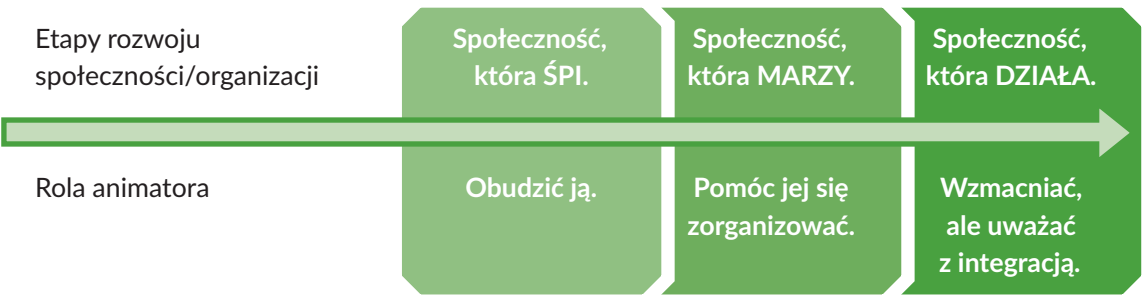 Etapy rozwoju
społeczności/organizacji
Społeczność,
która ŚPI.
Społeczność,
która MARZY.
Społeczność,
która DZIAŁA.
Rola animatora
Obudzić ją.
Pomóc jej się
zorganizować.
Wzmacniać,
ale uważać
z integracją.